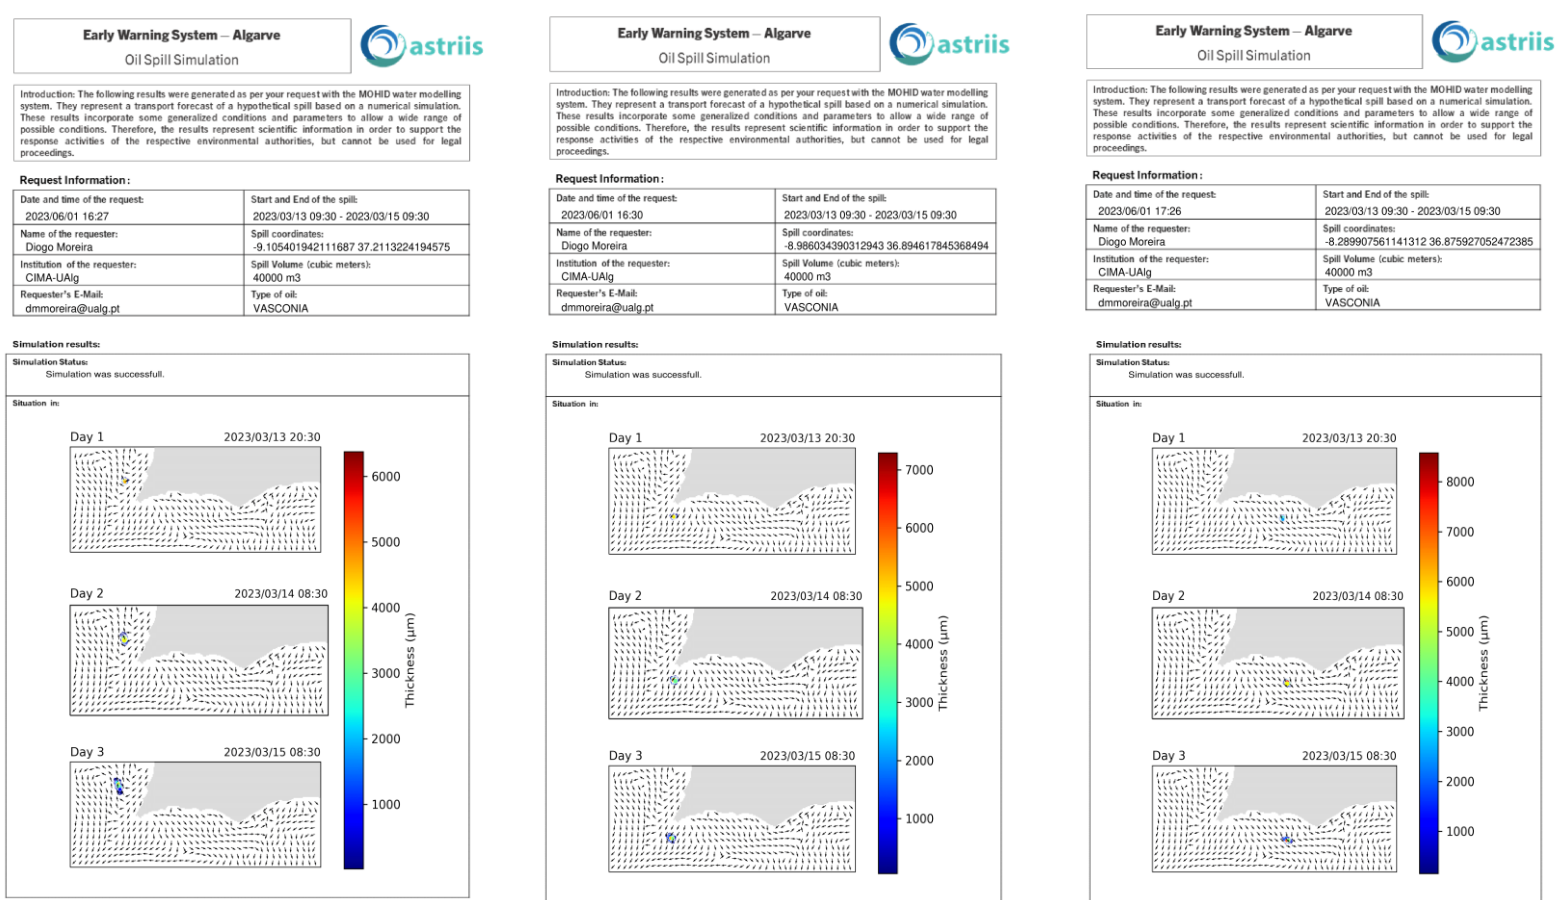 Early Warning System – Algarve
Oil Spill Simulation
astriis
Introduction: The following results were generated as per your request with the MOHID water modelling
system. They represent a transport forecast of a hypothetical spill based on a numerical simulation.
These results incorporate some generalized conditions and parameters to allow a wide range of
possible conditions. Therefore, the results represent scientific information in order to support the
response activities of the respective environmental authorities, but cannot be used for legal
proceedings.
Request Information:
Date and time of the request:
2023/06/01 16:27
Start and End of the spill:
2023/03/13 09:30 - 2023/03/15 09:30
Name of the requester:
Diogo Moreira
Spill coordinates:
-9.105401942111687 37.2113224194575
Institution of the requester:
CIMA-UAlg
Spill Volume (cubic meters):
40000 m3
Requester's E-Mail:
dmmoreira@ualg.pt
Type of oil:
VASCONIA
Simulation results:
Simulation Status:
Simulation was successfull.
Situation in:
Day 1 2023/03/13 20:30
Day 2 2023/03/14 08:30
Day 3 2023/03/15 08:30
6000
5000
4000
3000
2000
1000
Thickness (μm)
Early Warning System – Algarve
Oil Spill Simulation
astriis
Introduction: The following results were generated as per your request with the MOHID water modelling
system. They represent a transport forecast of a hypothetical spill based on a numerical simulation.
These results incorporate some generalized conditions and parameters to allow a wide range of
possible conditions. Therefore, the results represent scientific information in order to support the
response activities of the respective environmental authorities, but cannot be used for legal
proceedings.
Request Information:
Date and time of the request:
2023/06/01 16:30
Start and End of the spill:
2023/03/13 09:30 - 2023/03/15 09:30
Name of the requester:
Diogo Moreira
Spill coordinates:
-8.986034390312943 36.894617845368494
Institution of the requester:
CIMA-UAlg
Spill Volume (cubic meters):
40000 m3
Requester's E-Mail:
dmmoreira@ualg.pt
Type of oil:
VASCONIA
Simulation results:
Simulation Status:
Simulation was successfull.
Situation in:
Day 1 2023/03/13 20:30
Day 2 2023/03/14 08:30
Day 3 2023/03/15 08:30
7000
6000
5000
4000
3000
2000
1000
Thickness (μm)
Early Warning System – Algarve
Oil Spill Simulation
astriis
Introduction: The following results were generated as per your request with the MOHID water modelling
system. They represent a transport forecast of a hypothetical spill based on a numerical simulation.
These results incorporate some generalized conditions and parameters to allow a wide range of
possible conditions. Therefore, the results represent scientific information in order to support the
response activities of the respective environmental authorities, but cannot be used for legal
proceedings.
Request Information:
Date and time of the request:
2023/06/01 17:26
Start and End of the spill:
2023/03/13 09:30 - 2023/03/15 09:30
Name of the requester:
Diogo Moreira
Spill coordinates:
-8.289907561141312 36.875927052472385
Institution of the requester:
CIMA-UAlg
Spill Volume (cubic meters):
40000 m3
Requester's E-Mail:
dmmoreira@ualg.pt
Type of oil:
VASCONIA
Simulation results:
Simulation Status:
Simulation was successfull.
Situation in:
Day 1 2023/03/13 20:30
Day 2 2023/03/14 08:30
Day 3 2023/03/15 08:30
8000
7000
6000
5000
4000
3000
2000
1000
Thickness (μm)